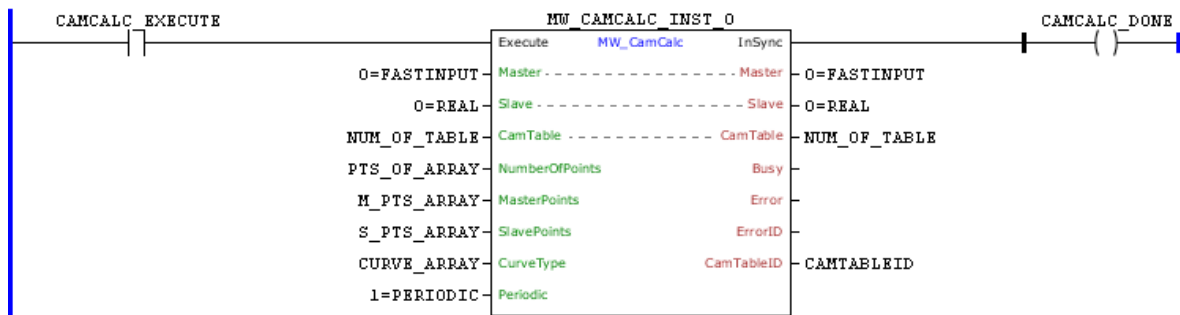 CAMCALC_EXECUTE MW_CAMCALC_INST_0 CAMCALC_DONE
Execute MW_CamCalc InSync
0=FASTINPUT Master Master 0=FASTINPUT
0=REAL Slave Slave 0=REAL
NUM_OF_TABLE CamTable CamTable NUM_OF_TABLE
PTS_OF_ARRAY NumberOfPoints Busy
M_PTS_ARRAY MasterPoints Error
S_PTS_ARRAY SlavePoints ErrorID
CURVE_ARRAY CurveType CamTableID CAMTABLEID
1=PERIODIC Periodic